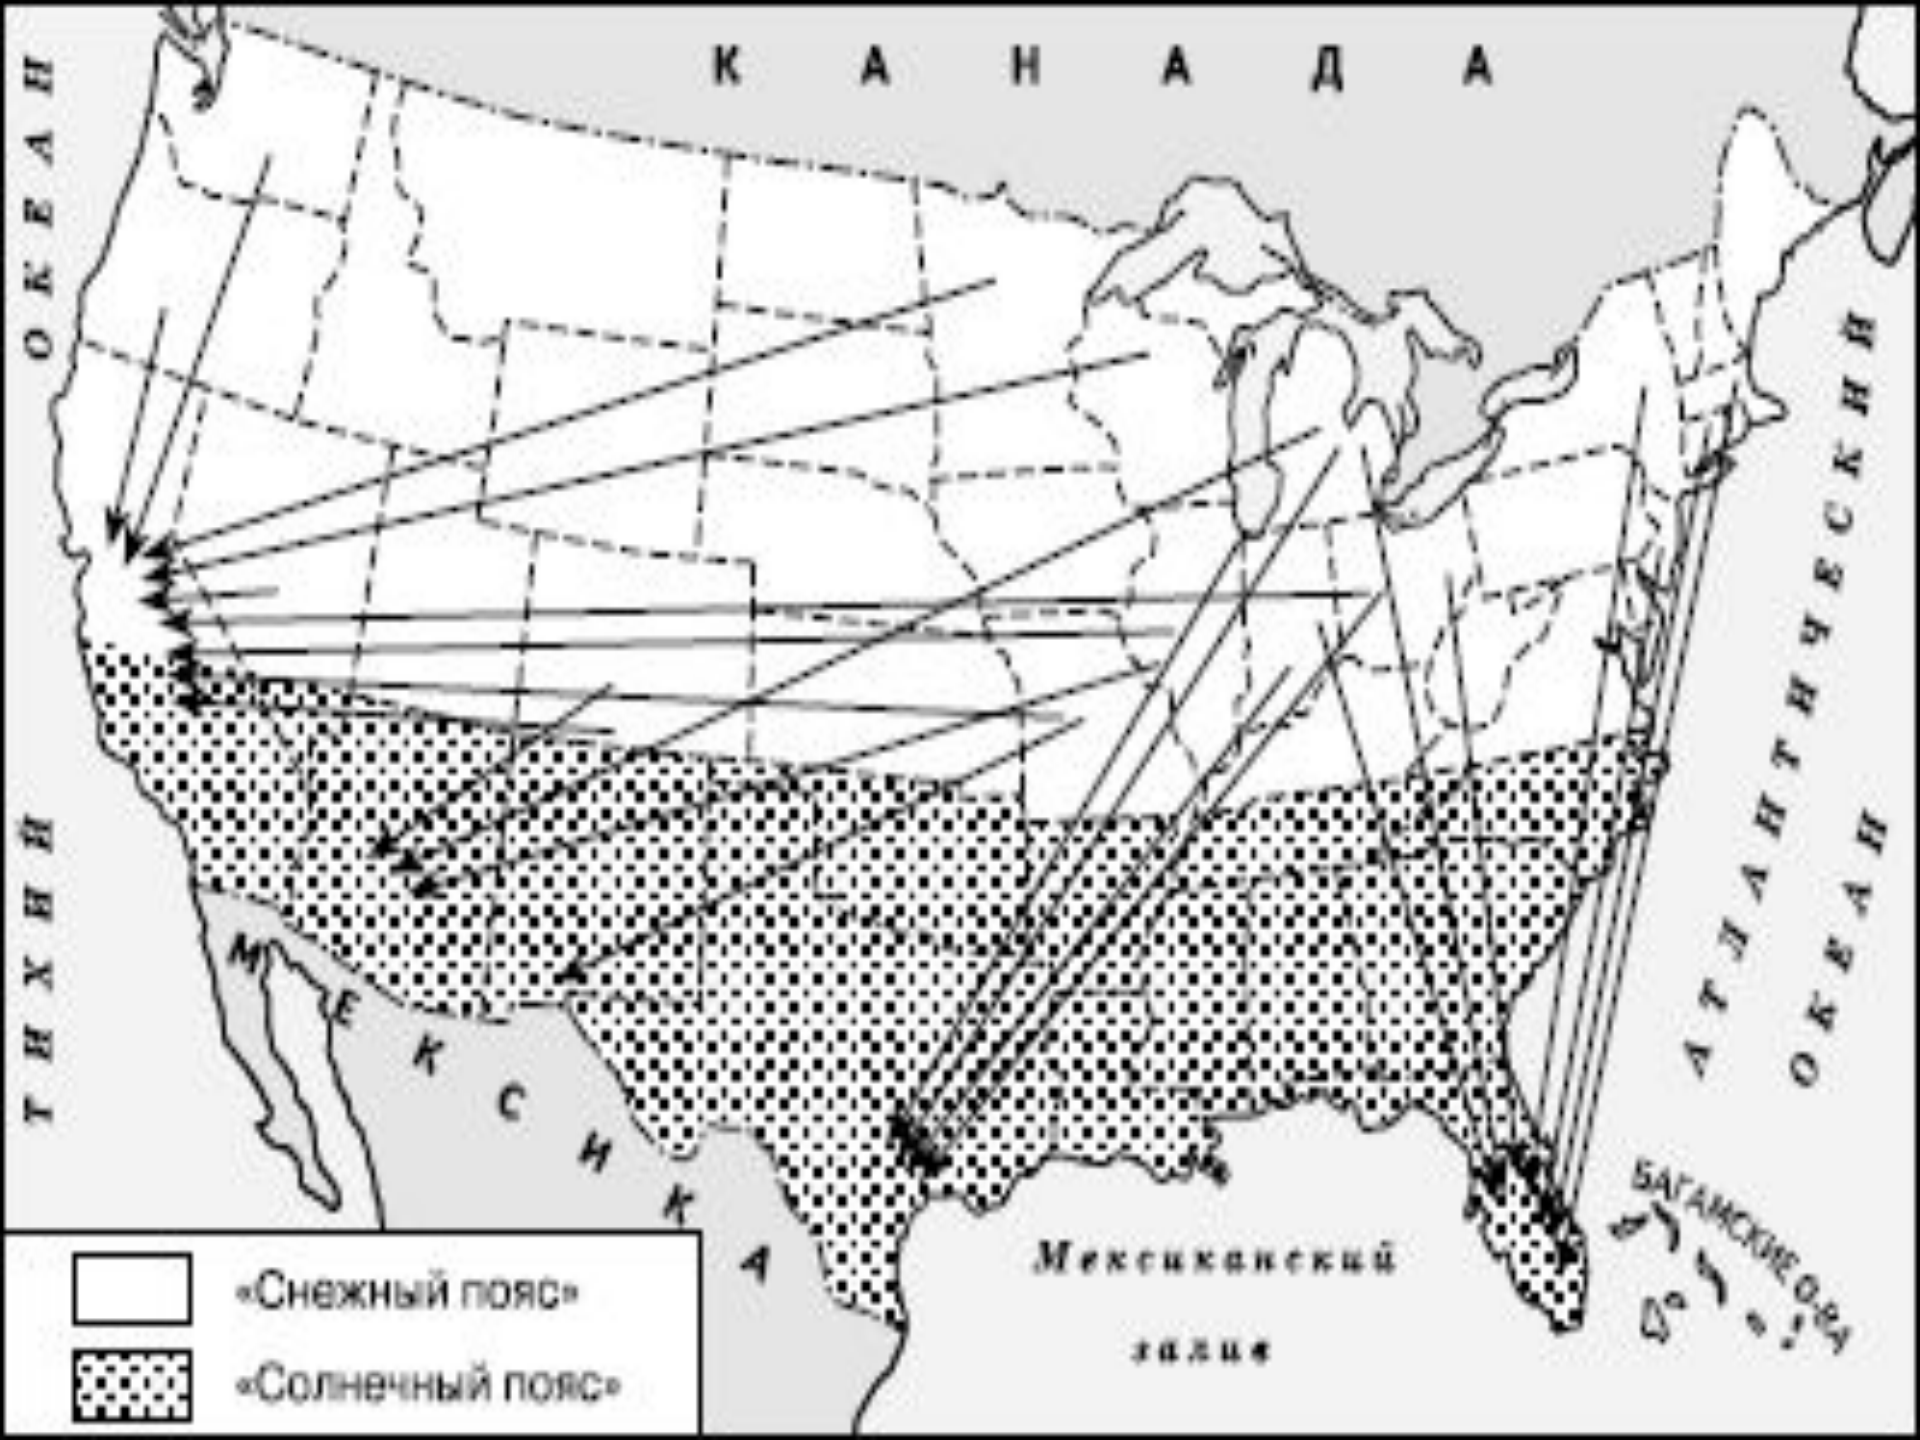 КАНАДА
ТИХИЙ ОКЕАН
АТЛАНТИЧЕСКИЙ
ОКЕАН
МЕКСИКА
Мексиканский
залив
БАГАМСКИЕ О-ВА
«Снежный пояс»
«Солнечный пояс»